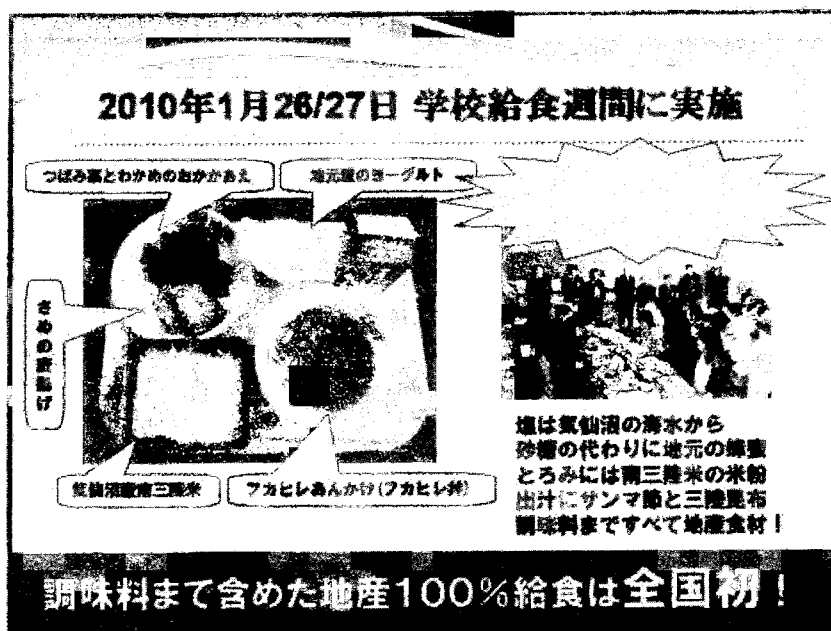 2010年1月26/27日 学校給食週間に実施
つぼみ菜とわかめのおかかあえ
地元産のヨーグルト
さめの唐揚げ
気仙沼産南三陸米
フカヒレあんかけ(フカヒレ丼)
塩は気仙沼の海水から
砂糖の代わりに地元の蜂蜜
とろみには南三陸米の米粉
出汁にサンマ節と三陸昆布
調味料まですべて地産食材！
調味料まで含めた地産100％給食は全国初！